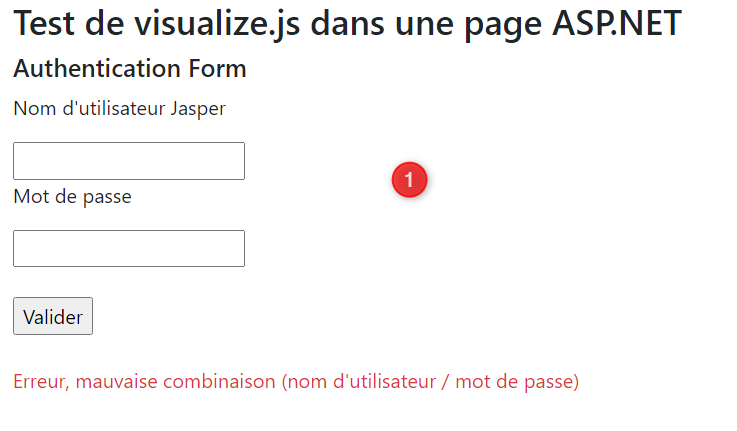 Test de visualize.js dans une page ASP.NET
Authentication Form
Nom d'utilisateur Jasper
1
Mot de passe
Valider
Erreur, mauvaise combinaison (nom d'utilisateur / mot de passe)